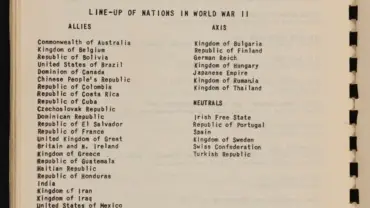 LINE-UP OF NATIONS IN WORLD WAR II
ALLIES
Commonwealth of Australia
Kingdom of Belgium
Republic of Bolivia
United States of Brazil
Dominion of Canada
Chinese People's Republic
Republic of Colombia
Republic of Costa Rica
Republic of Cuba
Czechoslovak Republic
Dominican Republic
Republic of El Salvador
Republic of France
United Kingdom of Great
Britain and N. Ireland
Kingdom of Greece
Republic of Guatemala
Haitian Republic
Republic of Honduras
India
Kingdom of Iran
Kingdom of Iraq
United States of Mexico
AXIS
Kingdom of Bulgaria
Republic of Finland
German Reich
Kingdom of Hungary
Japanese Empire
Kingdom of Rumania
Kingdom of Thailand
NEUTRALS
Irish Free State
Republic of Portugal
Spain
Kingdom of Sweden
Swiss Confederation
Turkish Republic